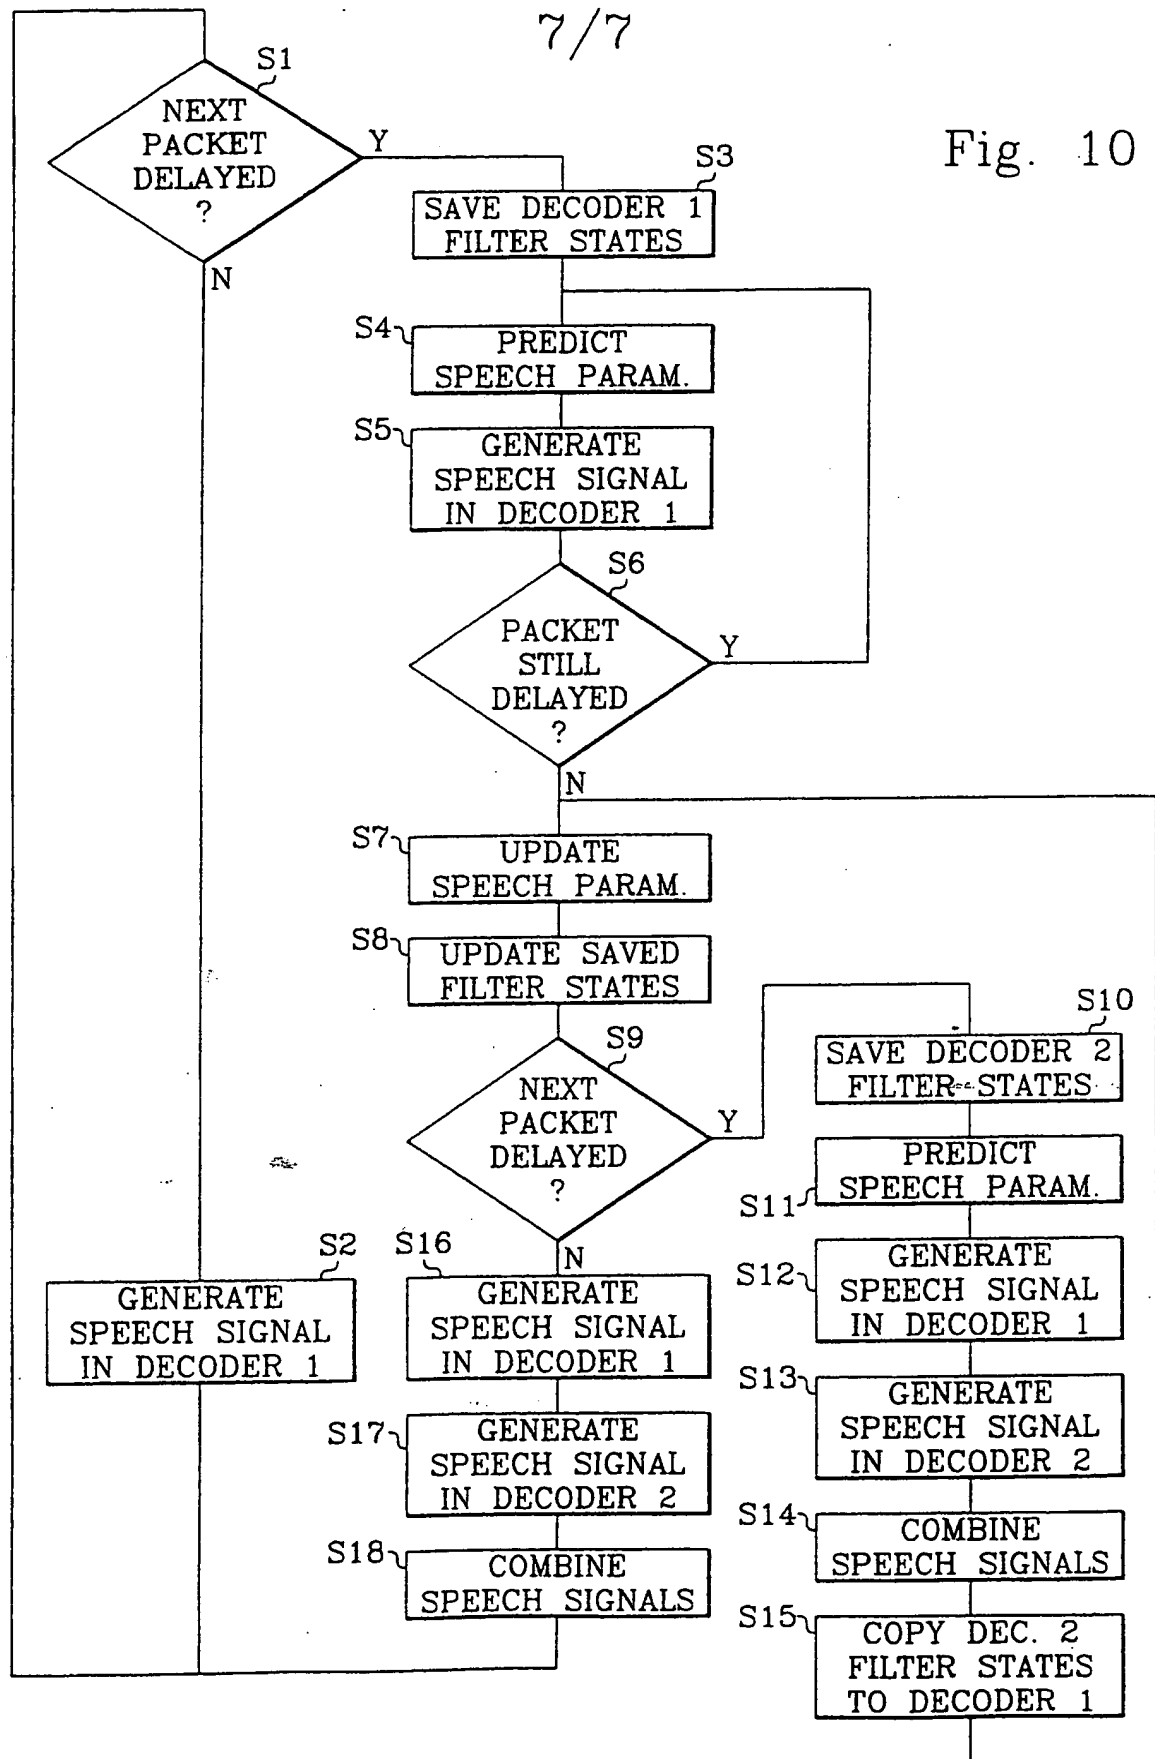 7/7
Fig. 10
S1
NEXT
PACKET
DELAYED
?
Y
N
S3
SAVE DECODER 1
FILTER STATES
S4
PREDICT
SPEECH PARAM.
S5
GENERATE
SPEECH SIGNAL
IN DECODER 1
S6
PACKET
STILL
DELAYED
?
Y
N
S7
UPDATE
SPEECH PARAM.
S8
UPDATE SAVED
FILTER STATES
S9
NEXT
PACKET
DELAYED
?
Y
N
S10
SAVE DECODER 2
FILTER STATES
S11
PREDICT
SPEECH PARAM.
S12
GENERATE
SPEECH SIGNAL
IN DECODER 1
S13
GENERATE
SPEECH SIGNAL
IN DECODER 2
S14
COMBINE
SPEECH SIGNALS
S15
COPY DEC. 2
FILTER STATES
TO DECODER 1
S2
GENERATE
SPEECH SIGNAL
IN DECODER 1
S16
GENERATE
SPEECH SIGNAL
IN DECODER 1
S17
GENERATE
SPEECH SIGNAL
IN DECODER 2
S18
COMBINE
SPEECH SIGNALS